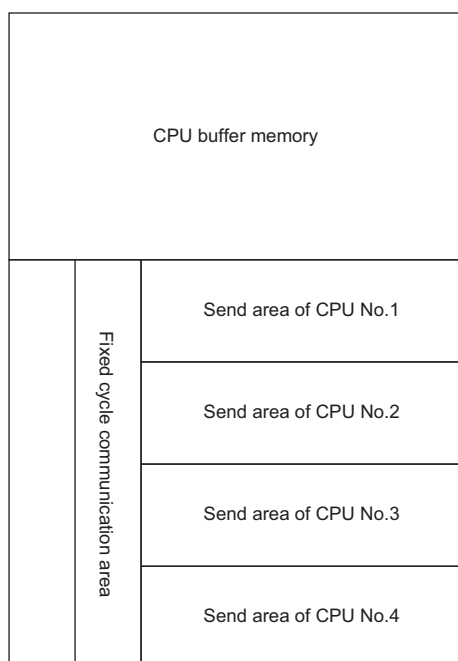 CPU buffer memory
Fixed cycle communication area
Send area of CPU No.1
Send area of CPU No.2
Send area of CPU No.3
Send area of CPU No.4